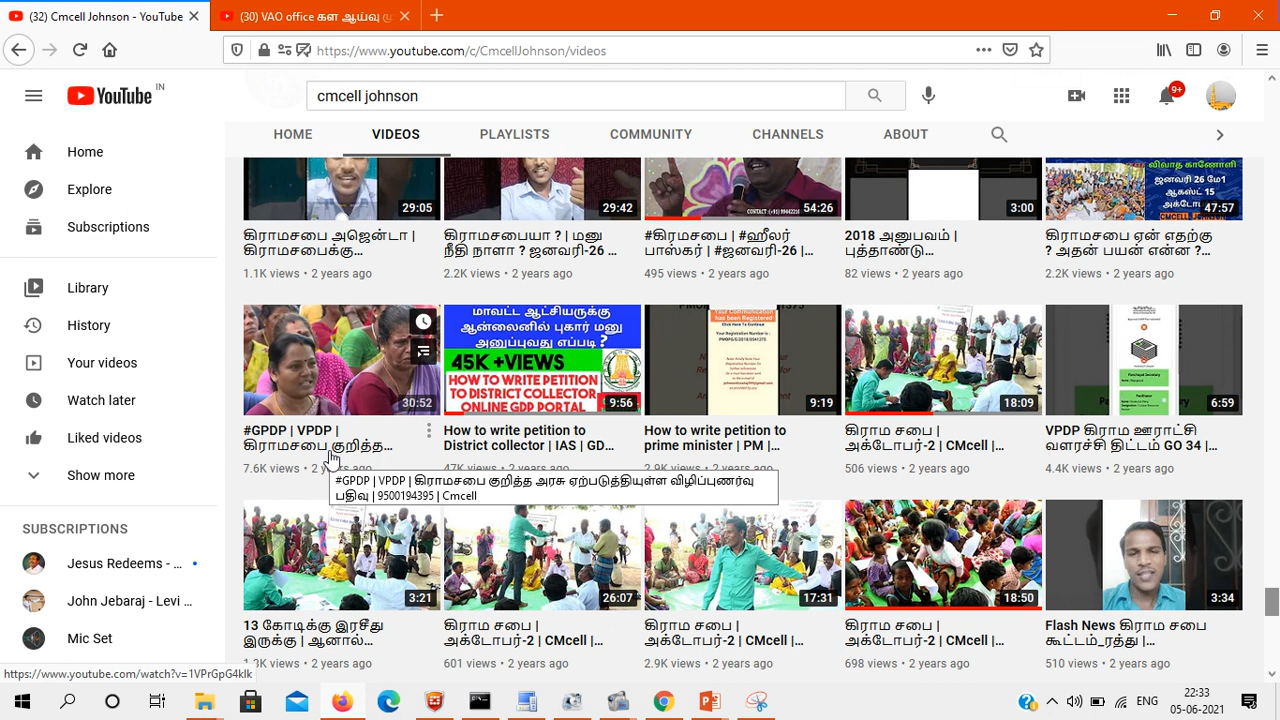 (32) Cmcell Johnson - YouTube
(30) VAO office கள ஆய்வு மு
https://www.youtube.com/c/CmcellJohnson/videos
YouTube IN
cmcell johnson
9+
HOME VIDEOS PLAYLISTS COMMUNITY CHANNELS ABOUT
Home
Explore
Subscriptions
Library
History
Your videos
Watch later
Liked videos
Show more
SUBSCRIPTIONS
Jesus Redeems - ...
John Jebaraj - Levi ...
Mic Set
29:05
கிராமசபை அஜெண்டா |
கிராமசபைக்கு...
1.1K views • 2 years ago
29:42
கிராமசபையா ? | மனு
நீதி நாளா ? ஜனவரி-26 ...
2.2K views • 2 years ago
54:26
#கிரமசபை | #ஹீலர்
பாஸ்கர் | #ஜனவரி-26 |...
495 views • 2 years ago
3:00
2018 அனுபவம் |
புத்தாண்டு...
82 views • 2 years ago
விவாத காணோளி
ஜனவரி 26 மே1
ஆகஸ்ட் 15
47:57
கிராமசபை ஏன் எதற்கு
? அதன் பயன் என்ன ?...
2.2K views • 2 years ago
30:52
#GPDP | VPDP |
கிராமசபை குறித்த...
7.6K views • 2 years ago
மாவட்ட ஆட்சியருக்கு
ஆன்லைனில் புகார் மனு
அனுப்புவது எப்படி ?
45K +VIEWS
HOW TO WRITE PETITION
TO DISTRICT COLLECTOR
ONLINE GDP PORTAL
9:56
How to write petition to
District collector | IAS | GD...
47K views • 2 years ago
9:19
How to write petition to
prime minister | PM |...
2.9K views • 2 years ago
18:09
கிராம சபை |
அக்டோபர்-2 | CMcell |...
506 views • 2 years ago
6:59
VPDP கிராம ஊராட்சி
வளரச்சி திட்டம் GO 34 |...
4.4K views • 2 years ago
#GPDP | VPDP | கிராமசபை குறித்த அரசு ஏற்படுத்தியுள்ள விழிப்புணர்வு
பதிவு | 9500194395 | Cmcell
3:21
13 கோடிக்கு இரசீது
இருக்கு | ஆனால்...
26:07
கிராம சபை |
அக்டோபர்-2 | CMcell |...
601 views • 2 years ago
17:31
கிராம சபை |
அக்டோபர்-2 | CMcell |...
2.9K views • 2 years ago
18:50
கிராம சபை |
அக்டோபர்-2 | CMcell |...
698 views • 2 years ago
3:34
Flash News கிராம சபை
கூட்டம்_ரத்து |...
510 views • 2 years ago
https://www.youtube.com/watch?v=1VPrGpG4klk
ENG
22:33
05-06-2021